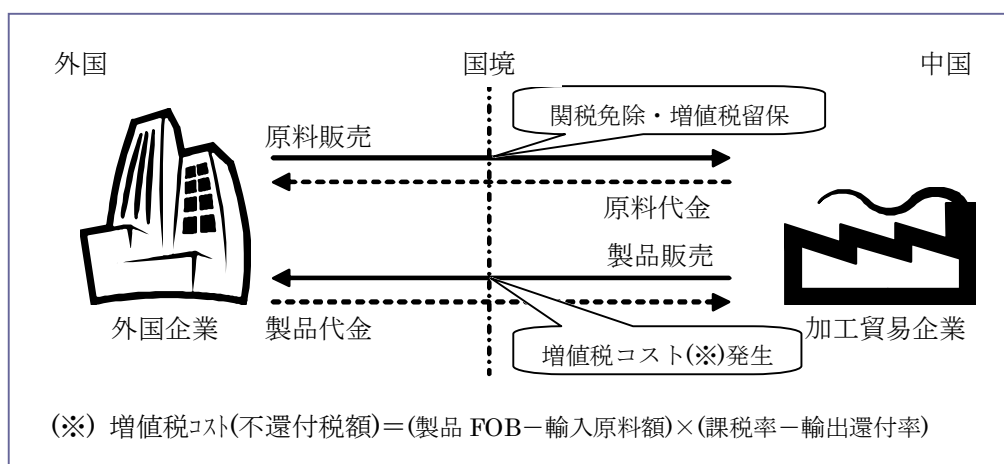 外国 国境 中国
関税免除・増値税留保
原料販売
原料代金
製品販売
外国企業 製品代金 加工貿易企業
増値税コスト(※)発生
(※) 増値税コスト(不還付税額)＝(製品 FOB－輸入原料額)×(課税率－輸出還付率)